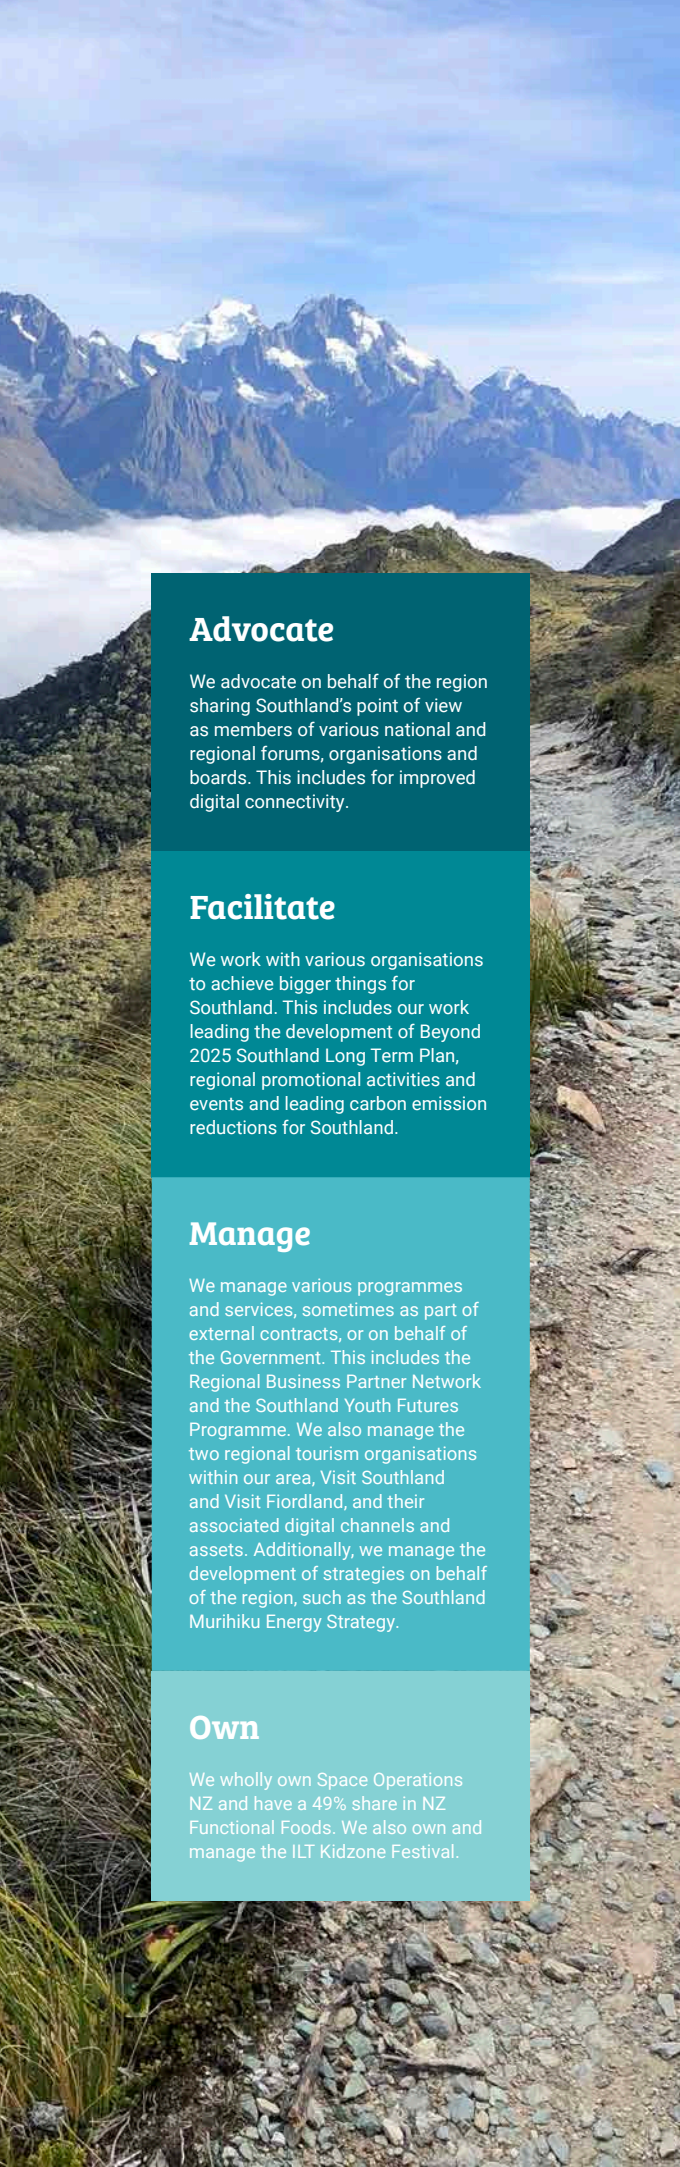 Advocate
We advocate on behalf of the region
sharing Southland's point of view
as members of various national and
regional forums, organisations and
boards. This includes for improved
digital connectivity.
Facilitate
We work with various organisations
to achieve bigger things for
Southland. This includes our work
leading the development of Beyond
2025 Southland Long Term Plan,
regional promotional activities and
events and leading carbon emission
reductions for Southland.
Manage
We manage various programmes
and services, sometimes as part of
external contracts, or on behalf of
the Government. This includes the
Regional Business Partner Network
and the Southland Youth Futures
Programme. We also manage the
two regional tourism organisations
within our area, Visit Southland
and Visit Fiordland, and their
associated digital channels and
assets. Additionally, we manage the
development of strategies on behalf
of the region, such as the Southland
Murihiku Energy Strategy.
Own
We wholly own Space Operations
NZ and have a 49% share in NZ
Functional Foods. We also own and
manage the ILT Kidzone Festival.